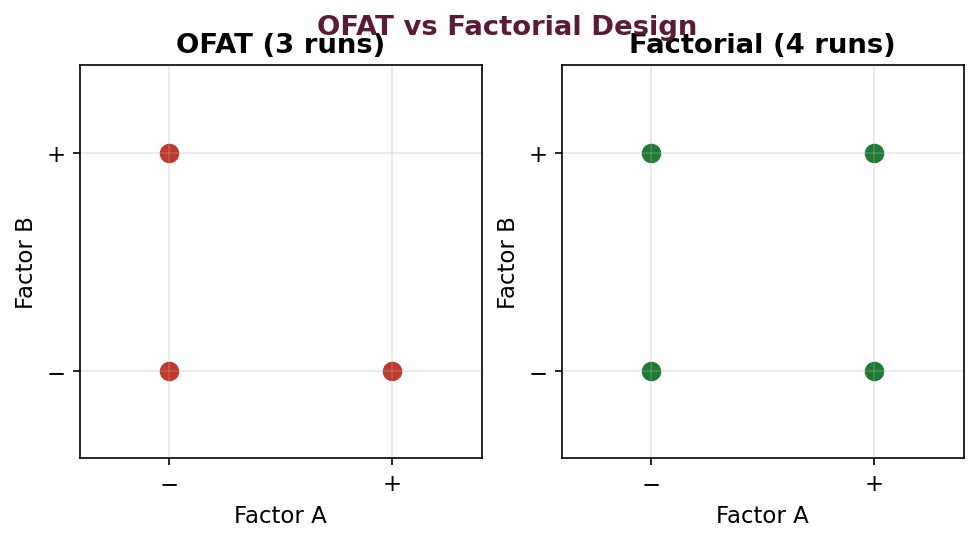 OFAT vs Factorial Design
OFAT (3 runs)
Factor B
+
−
− +
Factor A
Factorial (4 runs)
Factor B
+
−
− +
Factor A